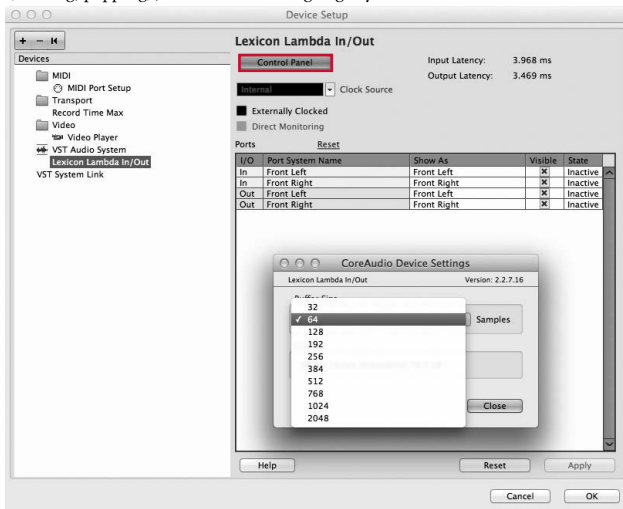 Device Setup
+ −
Devices
MIDI
MIDI Port Setup
Transport
Record Time Max
Video
Video Player
VST Audio System
Lexicon Lambda In/Out
VST System Link
Lexicon Lambda In/Out
Control Panel
Input Latency: 3.968 ms
Output Latency: 3.469 ms
Internal Clock Source
Externally Clocked
Direct Monitoring
Ports Reset
I/O Port System Name Show As Visible State
In Front Left Front Left Inactive
In Front Right Front Right Inactive
Out Front Left Front Left Inactive
Out Front Right Front Right Inactive
CoreAudio Device Settings
Lexicon Lambda In/Out Version: 2.2.7.16
32
✓ 64 Samples
128
192
256
384
512
768
1024
2048
Close
Help Reset Apply
Cancel OK